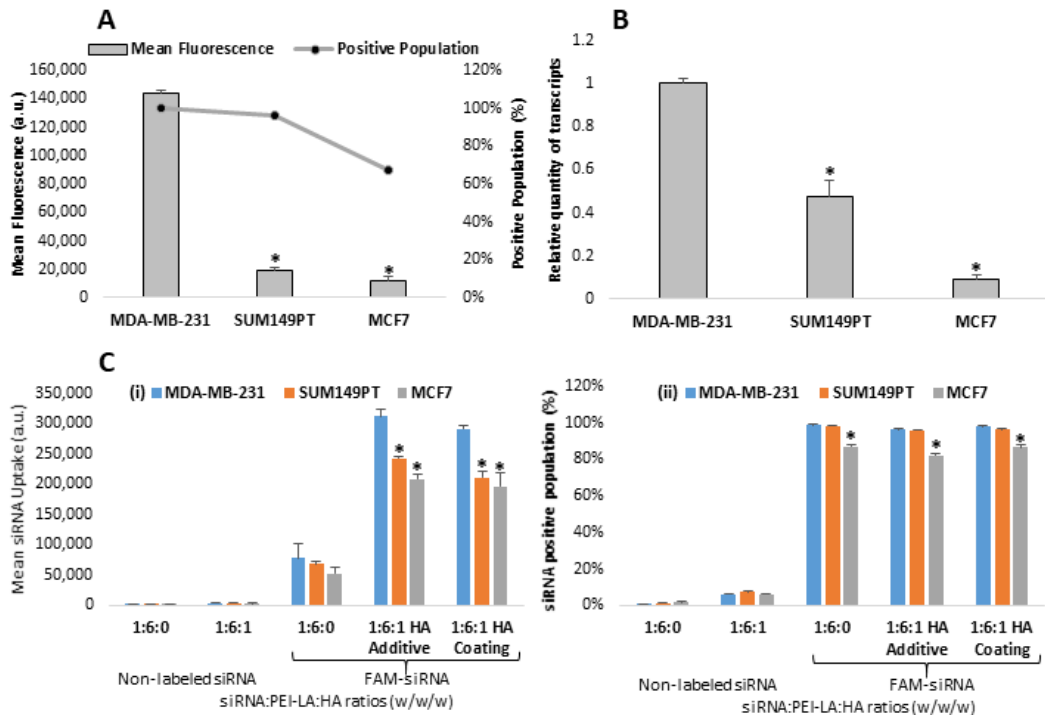 A
Mean Fluorescence
Positive Population
Mean Fluorescence (a.u.)
160,000
140,000
120,000
100,000
80,000
60,000
40,000
20,000
0
120%
100%
80%
60%
40%
20%
0%
Positive Population (%)
*
*
MDA-MB-231
SUM149PT
MCF7
B
Relative quantity of transcripts
1.2
1
0.8
0.6
0.4
0.2
0
*
*
MDA-MB-231
SUM149PT
MCF7
C
(i)
MDA-MB-231
SUM149PT
MCF7
Mean siRNA Uptake (a.u.)
350,000
300,000
250,000
200,000
150,000
100,000
50,000
0
*
*
*
*
1:6:0
1:6:1
1:6:0
1:6:1 HA
Additive
1:6:1 HA
Coating
Non-labeled siRNA
FAM-siRNA
siRNA:PEI-LA:HA ratios (w/w/w)
(ii)
MDA-MB-231
SUM149PT
MCF7
siRNA positive population (%)
120%
100%
80%
60%
40%
20%
0%
*
*
*
1:6:0
1:6:1
1:6:0
1:6:1 HA
Additive
1:6:1 HA
Coating
Non-labeled siRNA
FAM-siRNA
siRNA:PEI-LA:HA ratios (w/w/w)